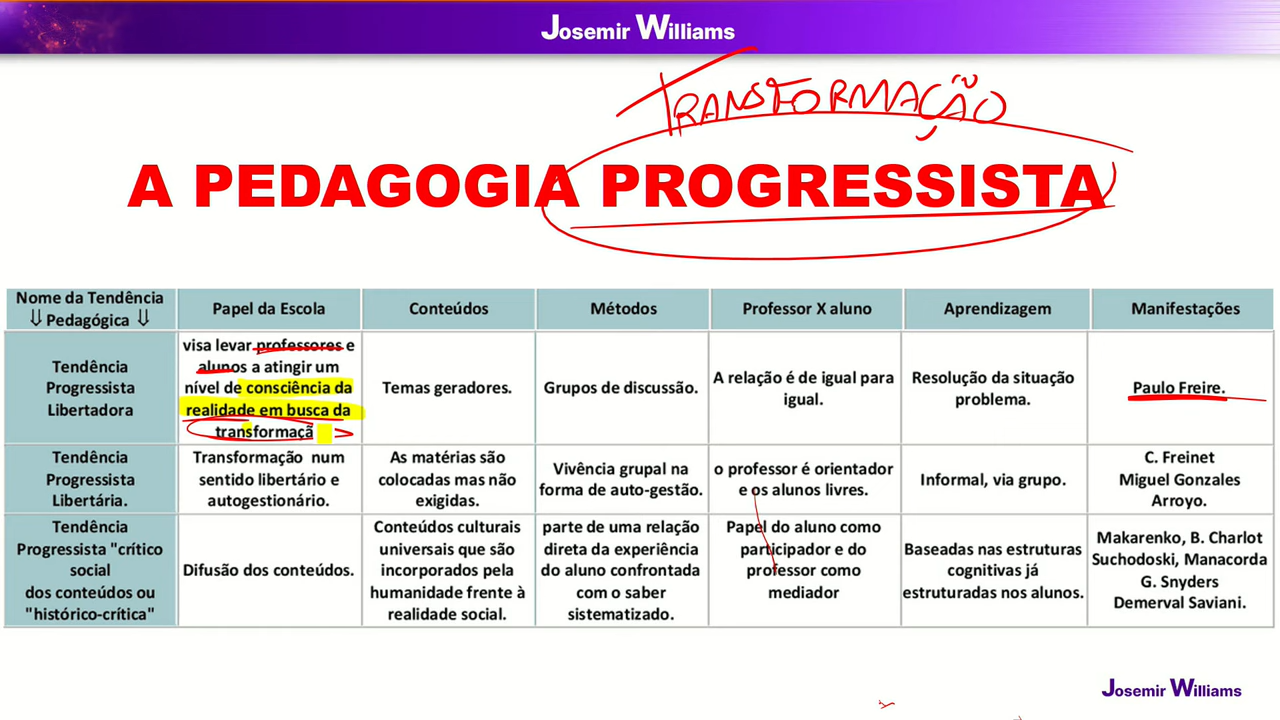 Josemir Williams
TRANSFORMAÇÃO
A PEDAGOGIA PROGRESSISTA
Nome da Tendência
⇓ Pedagógica ⇓
Papel da Escola
Conteúdos
Métodos
Professor X aluno
Aprendizagem
Manifestações
Tendência
Progressista
Libertadora
visa levar professores e
alunos a atingir um
nível de consciência da
realidade em busca da
transformaçã
Temas geradores.
Grupos de discussão.
A relação é de igual para
igual.
Resolução da situação
problema.
Paulo Freire.
Tendência
Progressista
Libertária.
Transformação num
sentido libertário e
autogestionário.
As matérias são
colocadas mas não
exigidas.
Vivência grupal na
forma de auto-gestão.
o professor é orientador
e os alunos livres.
Informal, via grupo.
C. Freinet
Miguel Gonzales
Arroyo.
Tendência
Progressista "crítico
social
dos conteúdos ou
"histórico-crítica"
Difusão dos conteúdos.
Conteúdos culturais
universais que são
incorporados pela
humanidade frente à
realidade social.
parte de uma relação
direta da experiência
do aluno confrontada
com o saber
sistematizado.
Papel do aluno como
participador e do
professor como
mediador
Baseadas nas estruturas
cognitivas já
estruturadas nos alunos.
Makarenko, B. Charlot
Suchodoski, Manacorda
G. Snyders
Demerval Saviani.
Josemir Williams